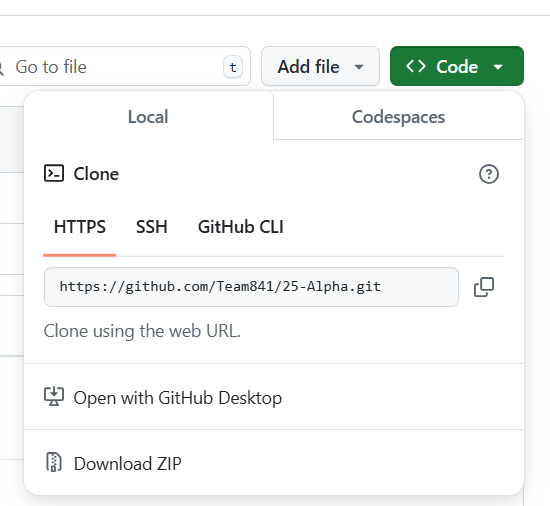 Go to file t Add file Code
Local Codespaces
Clone
HTTPS SSH GitHub CLI
https://github.com/Team841/25-Alpha.git
Clone using the web URL.
Open with GitHub Desktop
Download ZIP